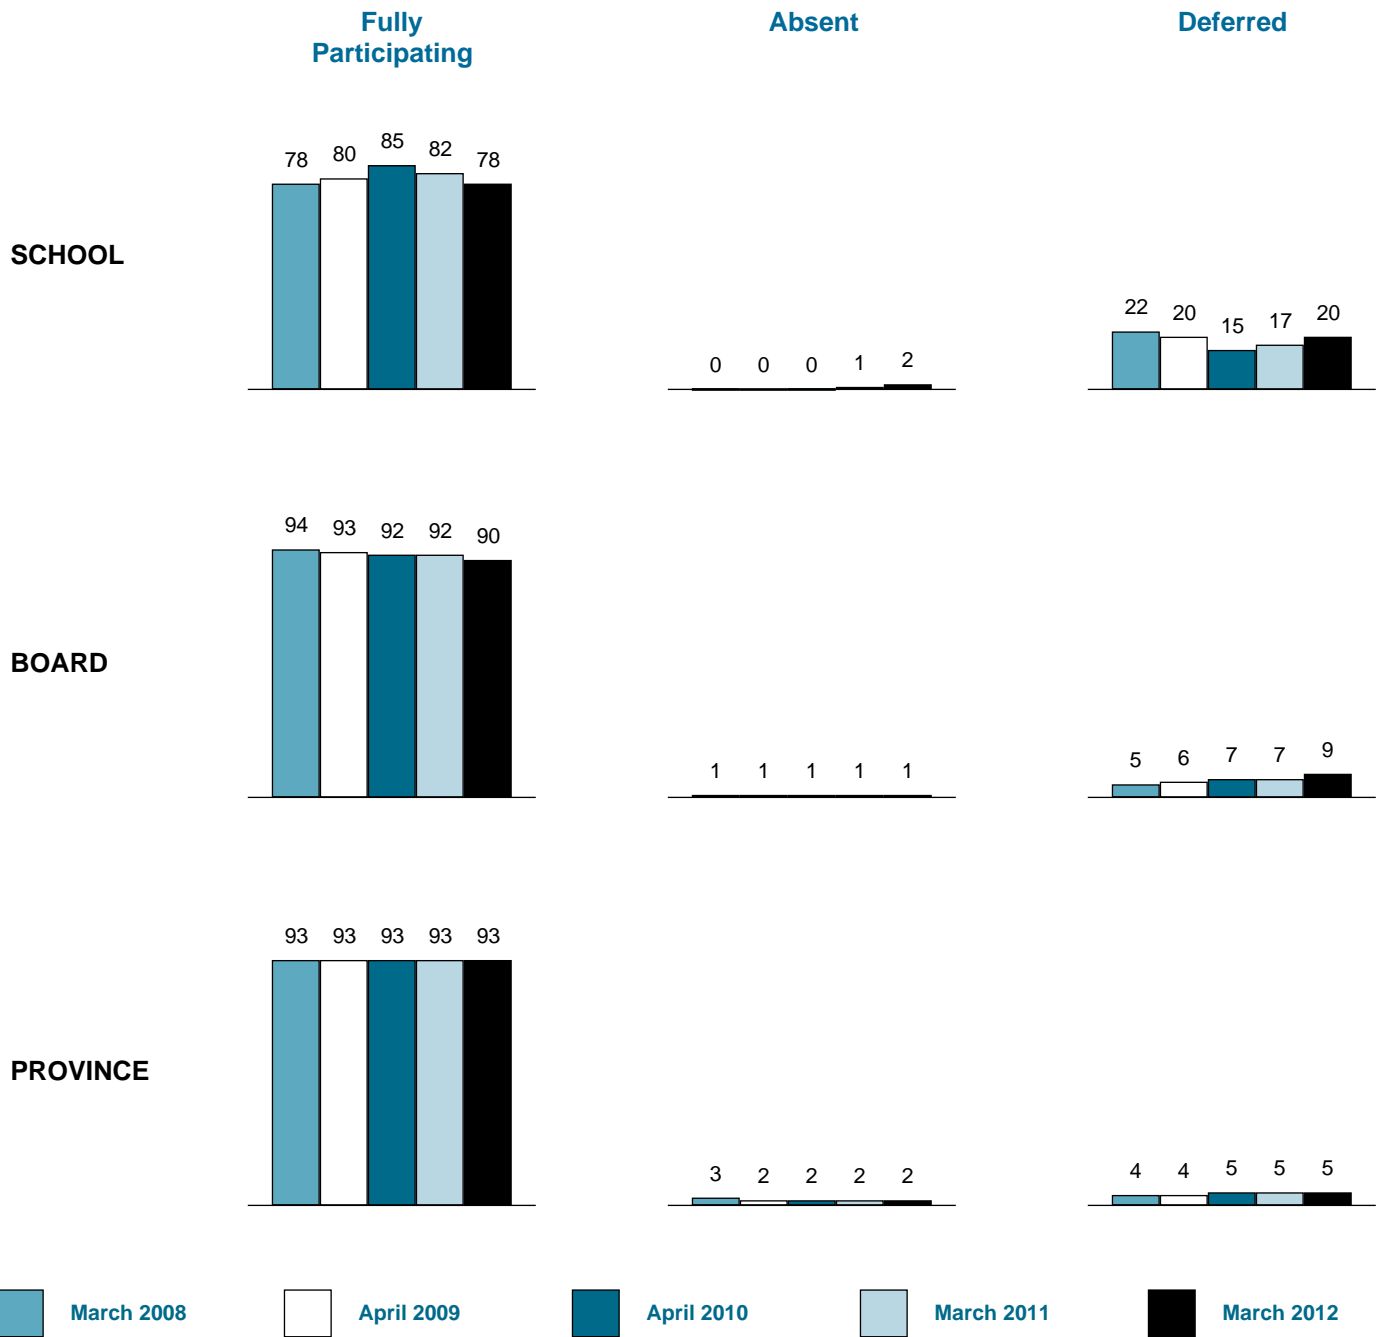 Fully
Participating
Absent
Deferred
SCHOOL
78 80 85 82 78
0 0 0 1 2
22 20 15 17 20
BOARD
94 93 92 92 90
1 1 1 1 1
5 6 7 7 9
PROVINCE
93 93 93 93 93
3 2 2 2 2
4 4 5 5 5
March 2008
April 2009
April 2010
March 2011
March 2012